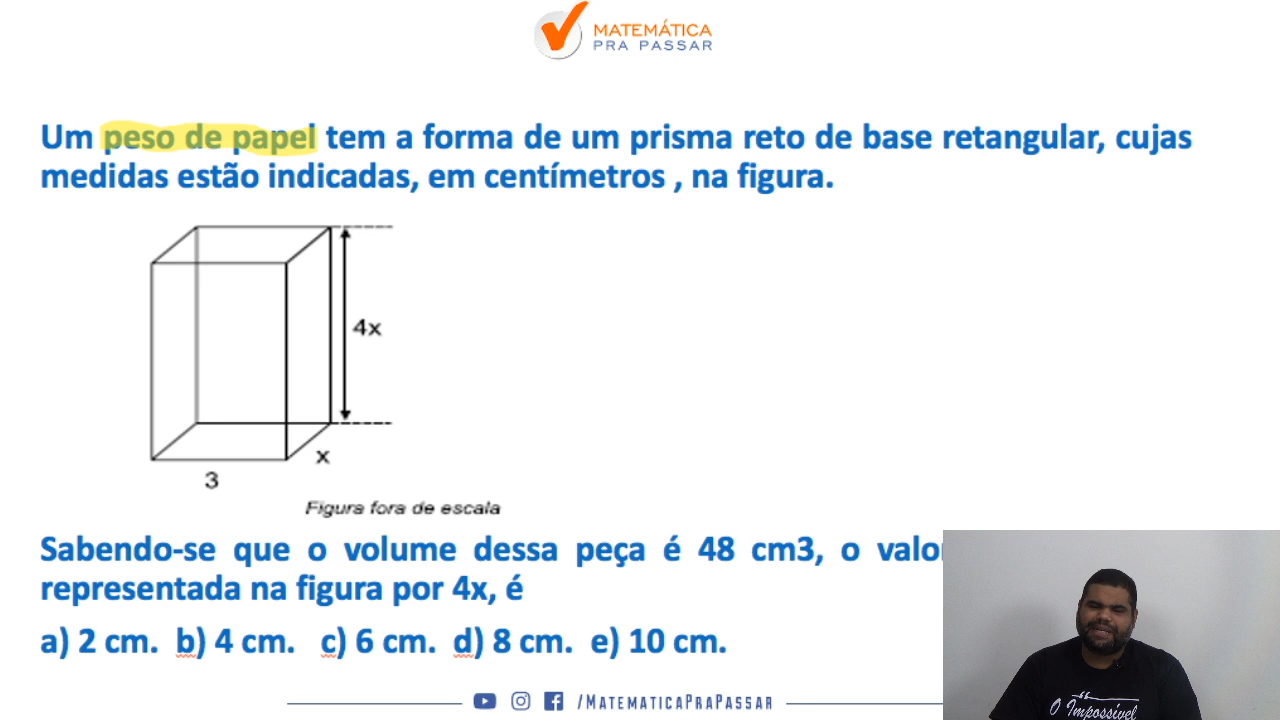 MATEMÁTICA
PRA PASSAR
Um peso de papel tem a forma de um prisma reto de base retangular, cujas
medidas estão indicadas, em centímetros , na figura.
4x
x
3
Figura fora de escala
Sabendo-se que o volume dessa peça é 48 cm3, o
representada na figura por 4x, é
a) 2 cm. b) 4 cm. c) 6 cm. d) 8 cm. e) 10 cm.
/MATEMATICAPRAPASSAR
O Impossível